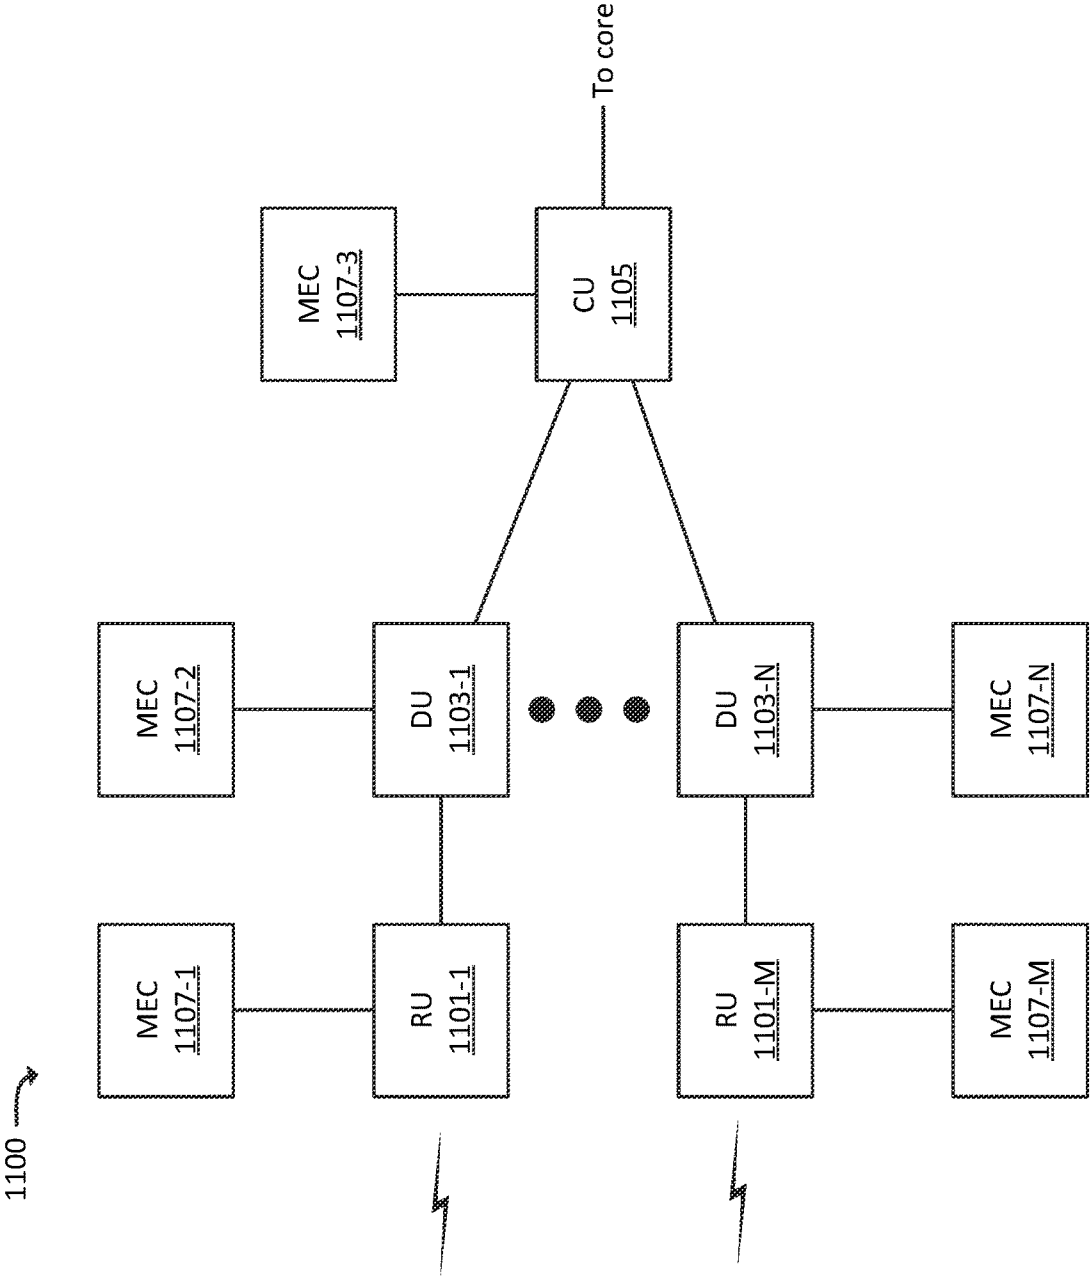 1100
MEC
1107-1
MEC
1107-2
MEC
1107-3
RU
1101-1
DU
1103-1
CU
1105
To core
RU
1101-M
DU
1103-N
MEC
1107-M
MEC
1107-N